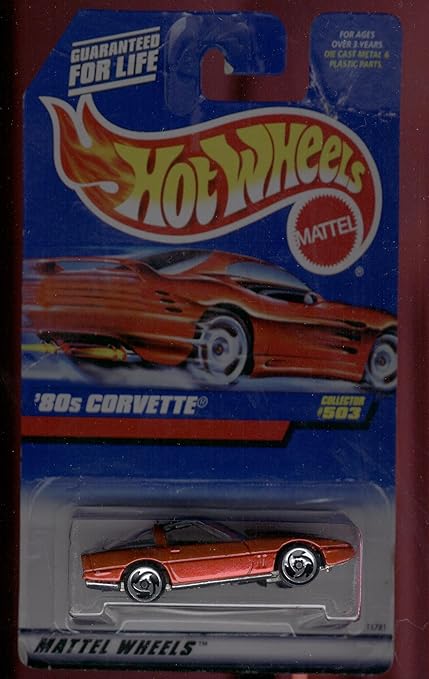 GUARANTEED
FOR LIFE
FOR AGES
OVER 3 YEARS
DIE CAST METAL &
PLASTIC PARTS
HOT WHEELS
MATTEL
®
'80s CORVETTE®
COLLECTOR
#503
MATTEL WHEELS™